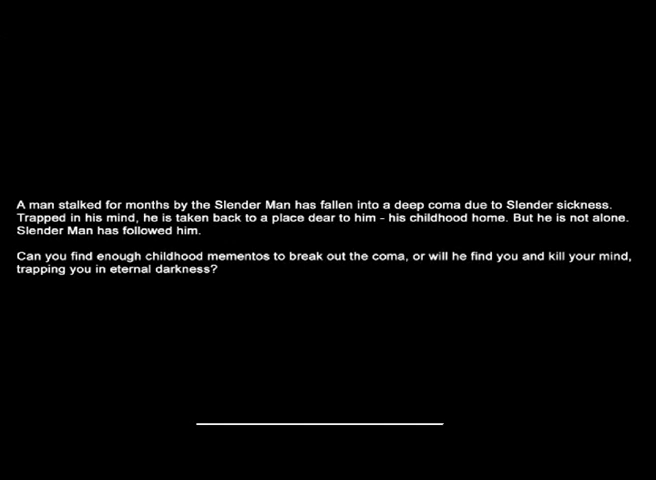 A man stalked for months by the Slender Man has fallen into a deep coma due to Slender sickness.
Trapped in his mind, he is taken back to a place dear to him - his childhood home. But he is not alone.
Slender Man has followed him.
Can you find enough childhood mementos to break out the coma, or will he find you and kill your mind,
trapping you in eternal darkness?